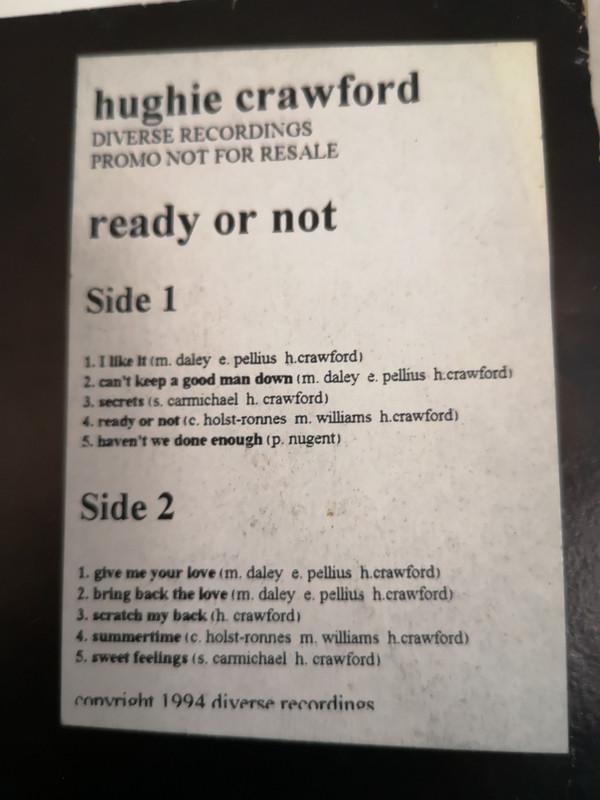 hughie crawford
DIVERSE RECORDINGS
PROMO NOT FOR RESALE
ready or not
Side 1
1. I like It (m. daley e. pellius h.crawford)
2. can't keep a good man down (m. daley e. pellius h.crawford)
3. secrets (s. carmichael h. crawford)
4. ready or not (c. holst-ronnes m. williams h.crawford)
5. haven't we done enough (p. nugent)
Side 2
1. give me your love (m. daley e. pellius h.crawford)
2. bring back the love (m. daley e. pellius h.crawford)
3. scratch my back (h. crawford)
4. summertime (c. holst-ronnes m. williams h.crawford)
5. sweet feelings (s. carmichael h. crawford)
copyright 1994 diverse recordings